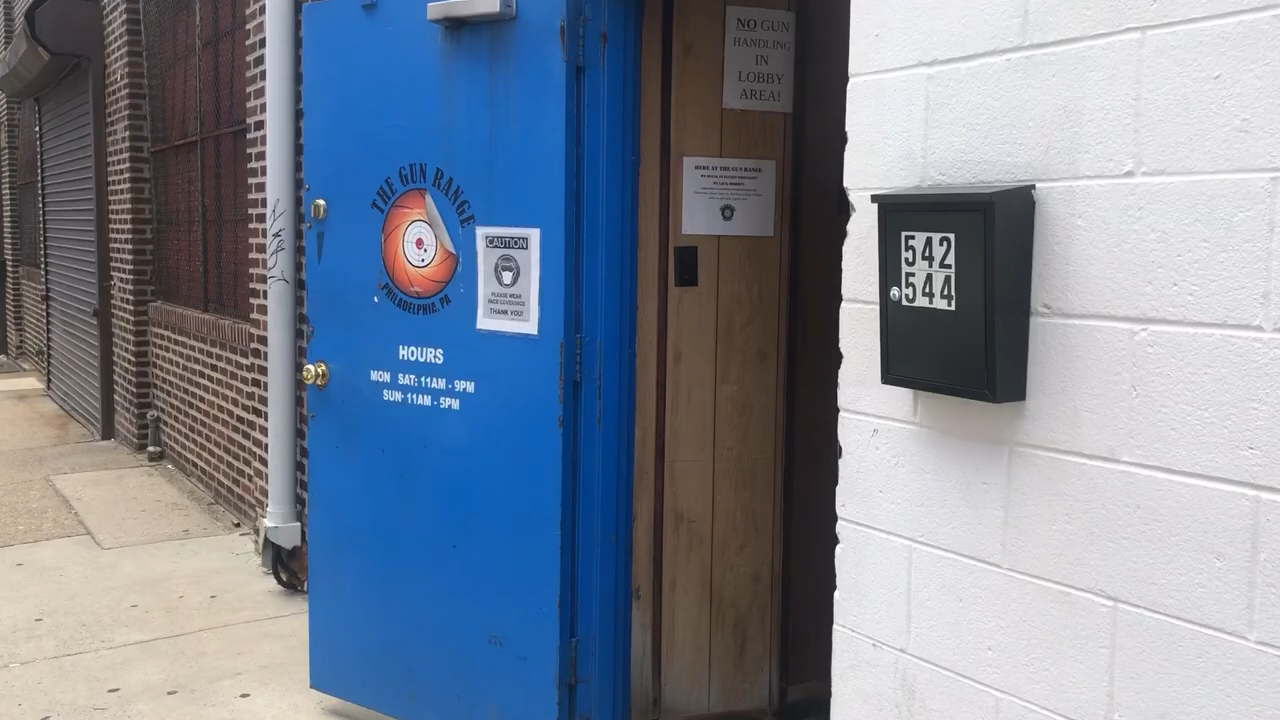 THE GUN RANGE
PHILADELPHIA, PA
CAUTION
PLEASE WEAR
FACE COVERINGS
THANK YOU!
HOURS
MON SAT: 11AM - 9PM
SUN: 11AM - 5PM
NO GUN
HANDLING
IN
LOBBY
AREA!
HERE AT THE GUN RANGE
542
544